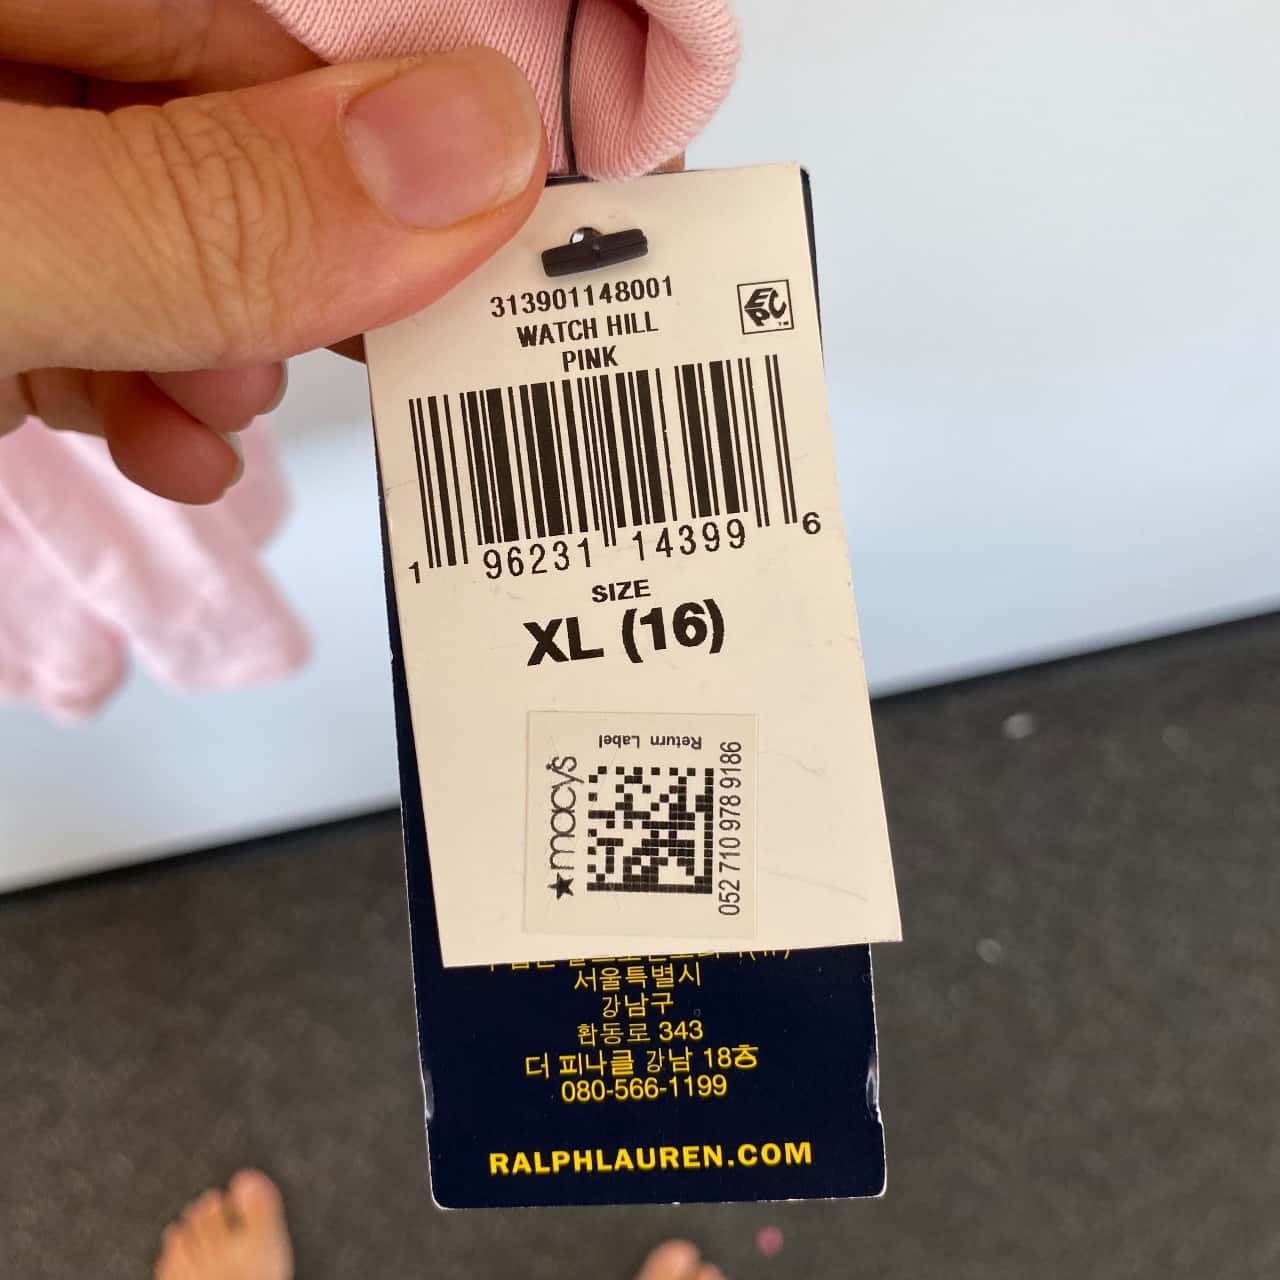 313901148001
WATCH HILL
PINK
EPC™
1 96231 14399 6
SIZE
XL (16)
Return Label
★macy's
052 710 978 9186
서울특별시
강남구
돠동로 343
더 피나클 강남 18층
080-566-1199
RALPHLAUREN.COM